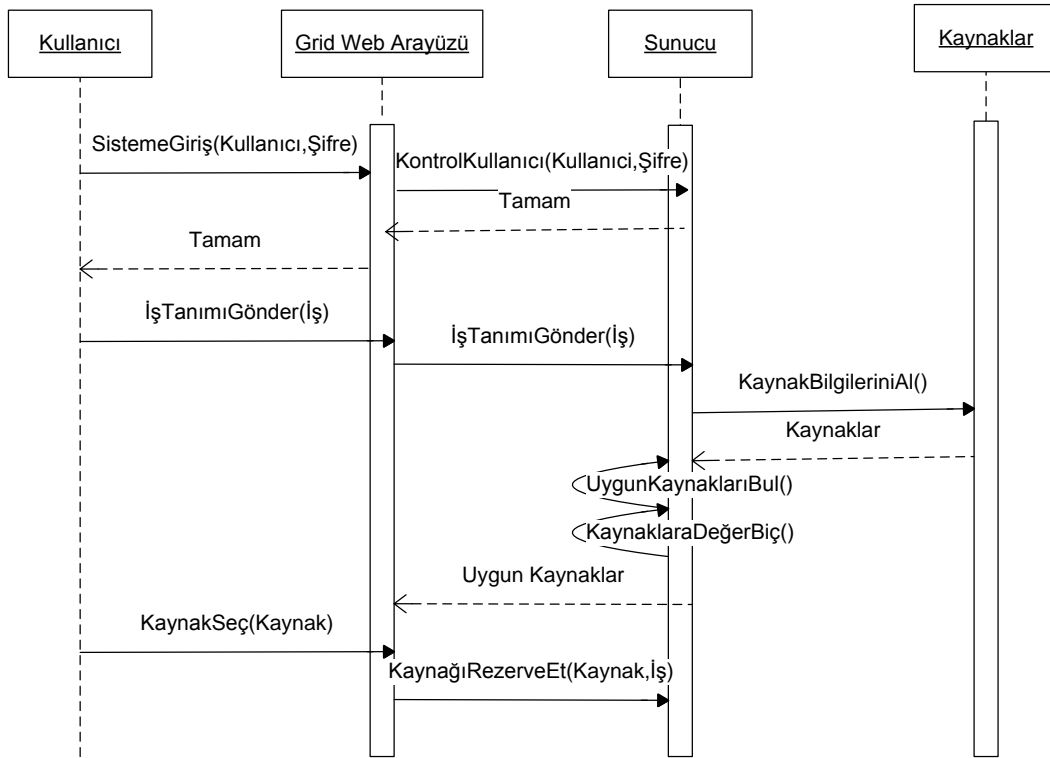 Kullanıcı
Grid Web Arayüzü
Sunucu
Kaynaklar
SistemeGiriş(Kullanıcı,Şifre)
KontrolKullanıcı(Kullanıci,Şifre)
Tamam
Tamam
İşTanımıGönder(İş)
İşTanımıGönder(İş)
KaynakBilgileriniAl()
Kaynaklar
UygunKaynaklarıBul()
KaynaklaraDeğerBiç()
Uygun Kaynaklar
KaynakSeç(Kaynak)
KaynağıRezerveEt(Kaynak,İş)